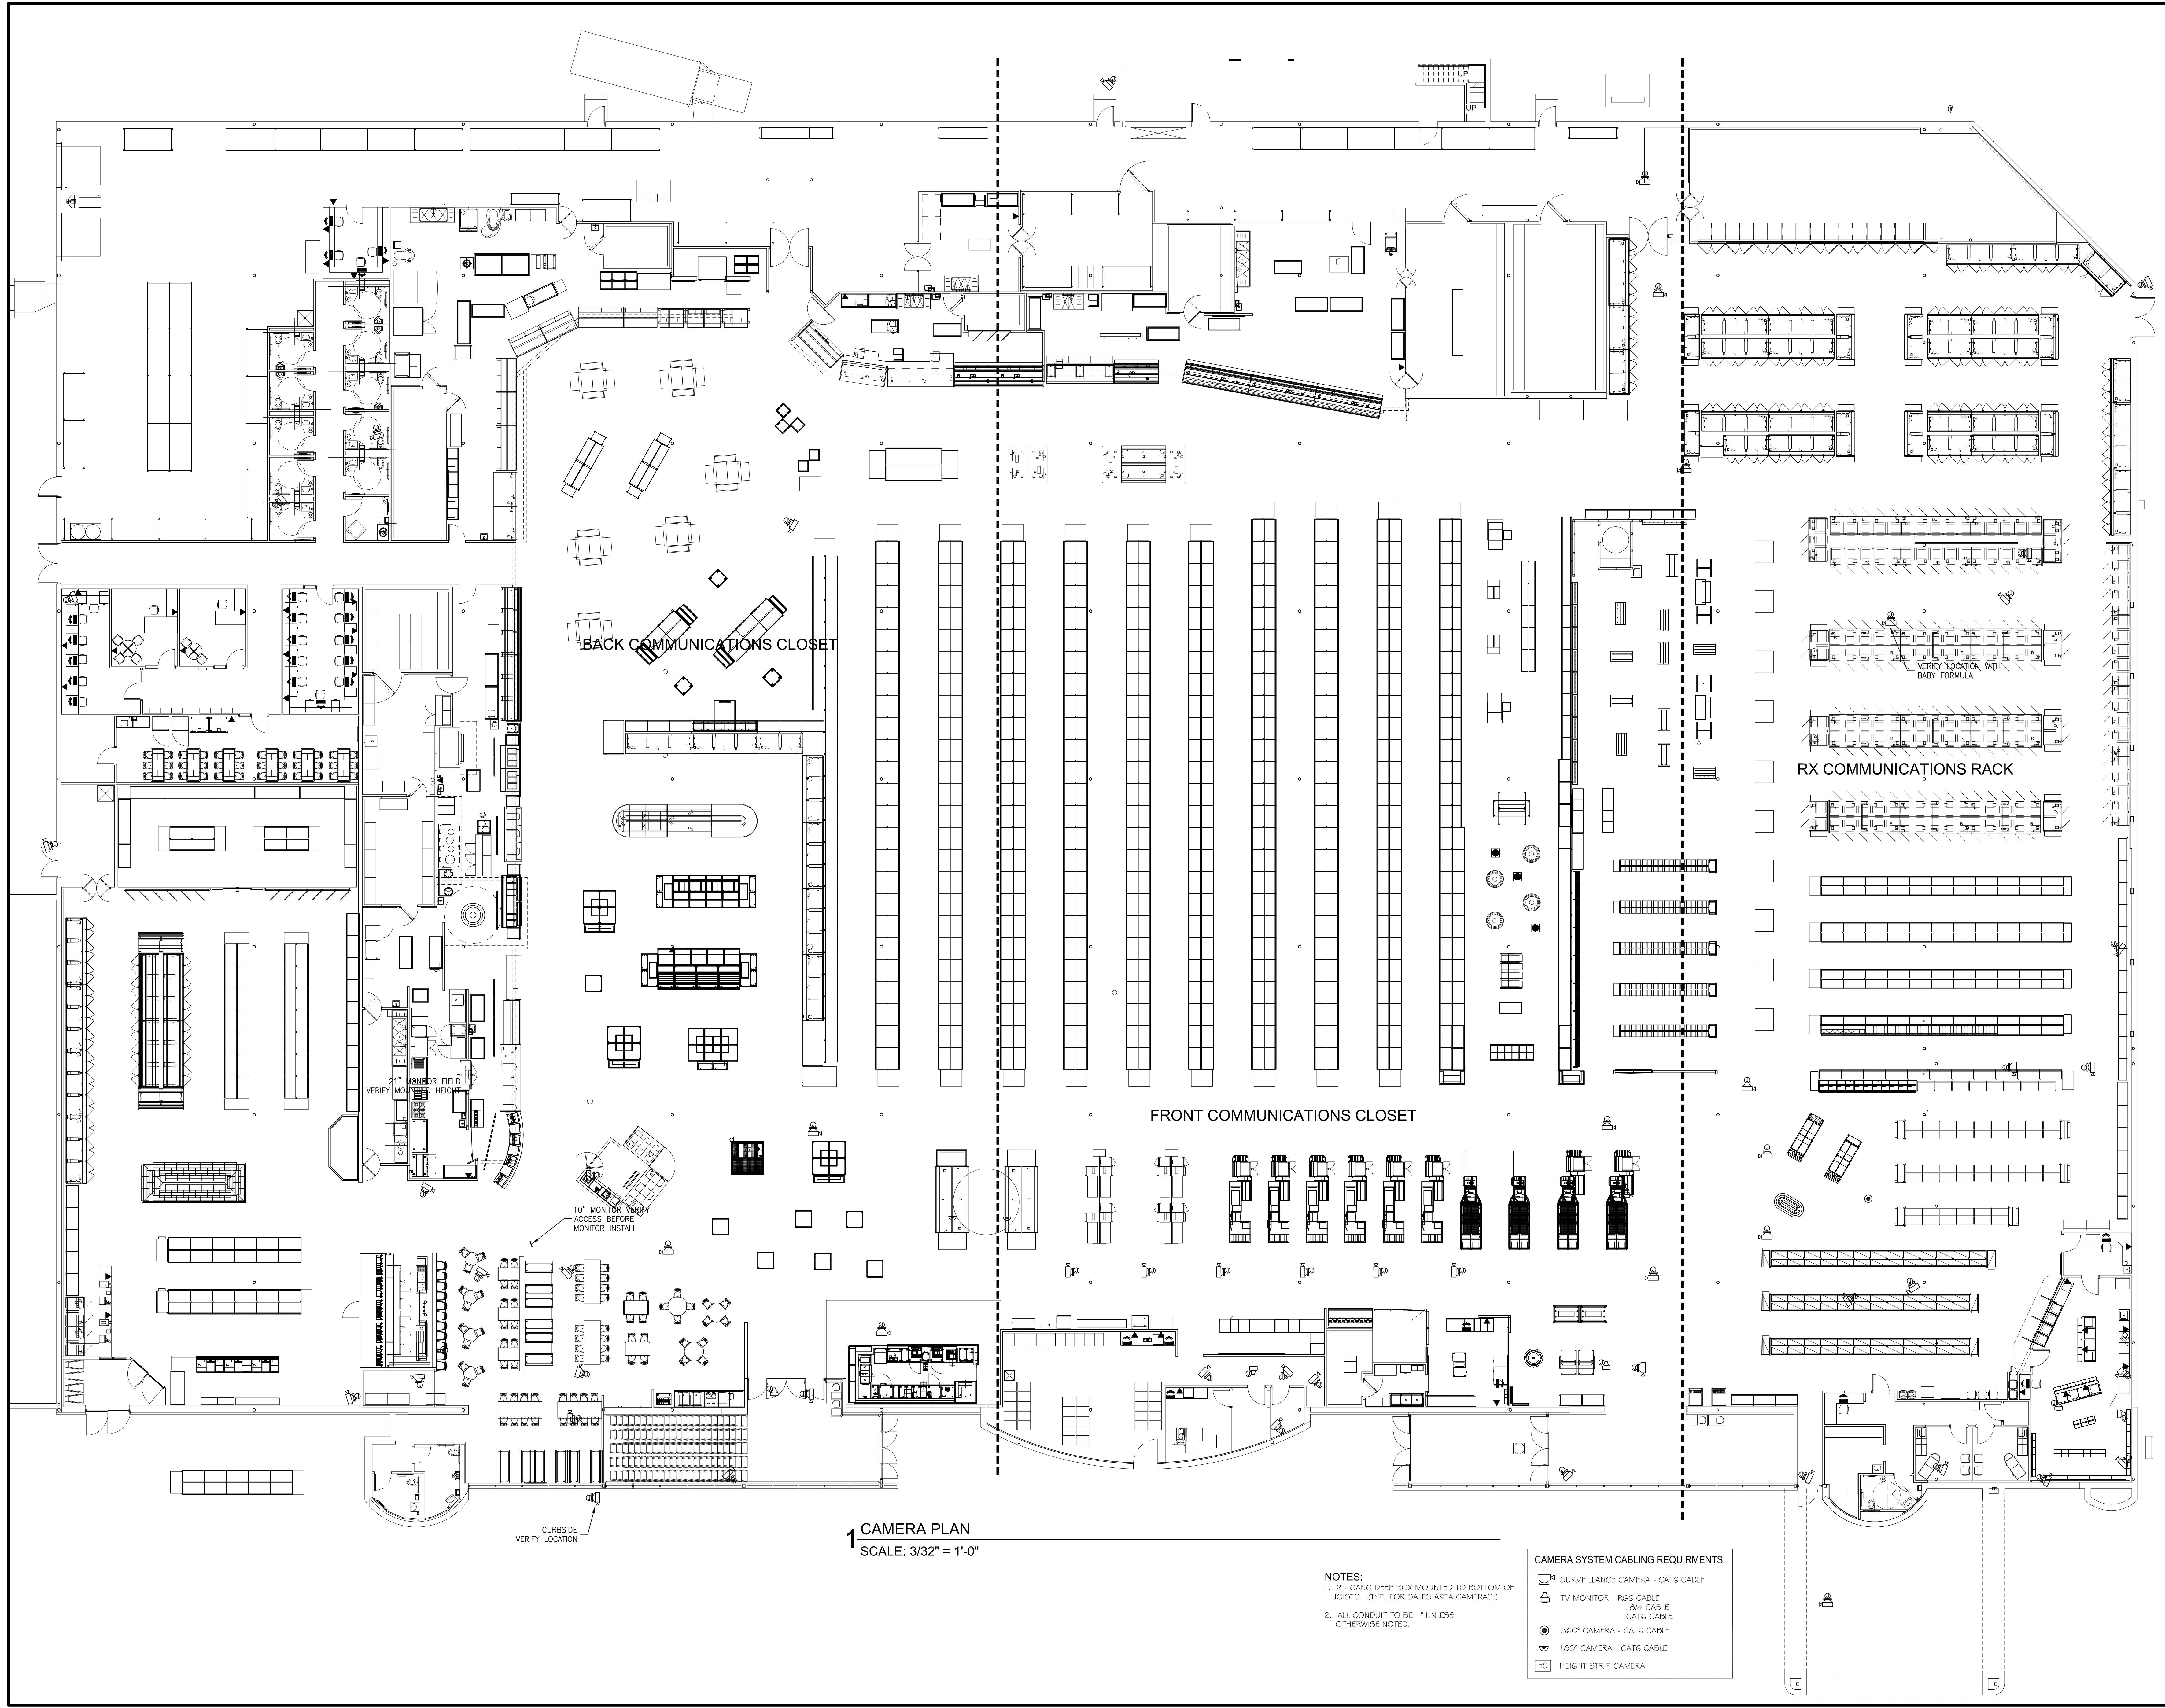 UP
UP
BACK COMMUNICATIONS CLOSET
VERIFY LOCATION WITH
BABY FORMULA
RX COMMUNICATIONS RACK
21" MONITOR FIELD
VERIFY MOUNTING HEIGHT
FRONT COMMUNICATIONS CLOSET
10" MONITOR VERIFY
ACCESS BEFORE
MONITOR INSTALL
CURBSIDE
VERIFY LOCATION
1 CAMERA PLAN
SCALE: 3/32" = 1'-0"
NOTES:
1. 2 - GANG DEEP BOX MOUNTED TO BOTTOM OF
JOISTS. (TYP. FOR SALES AREA CAMERAS.)
2. ALL CONDUIT TO BE 1" UNLESS
OTHERWISE NOTED.
CAMERA SYSTEM CABLING REQUIRMENTS
SURVEILLANCE CAMERA - CAT6 CABLE
TV MONITOR - RG6 CABLE
18/4 CABLE
CAT6 CABLE
360° CAMERA - CAT6 CABLE
180° CAMERA - CAT6 CABLE
HS HEIGHT STRIP CAMERA